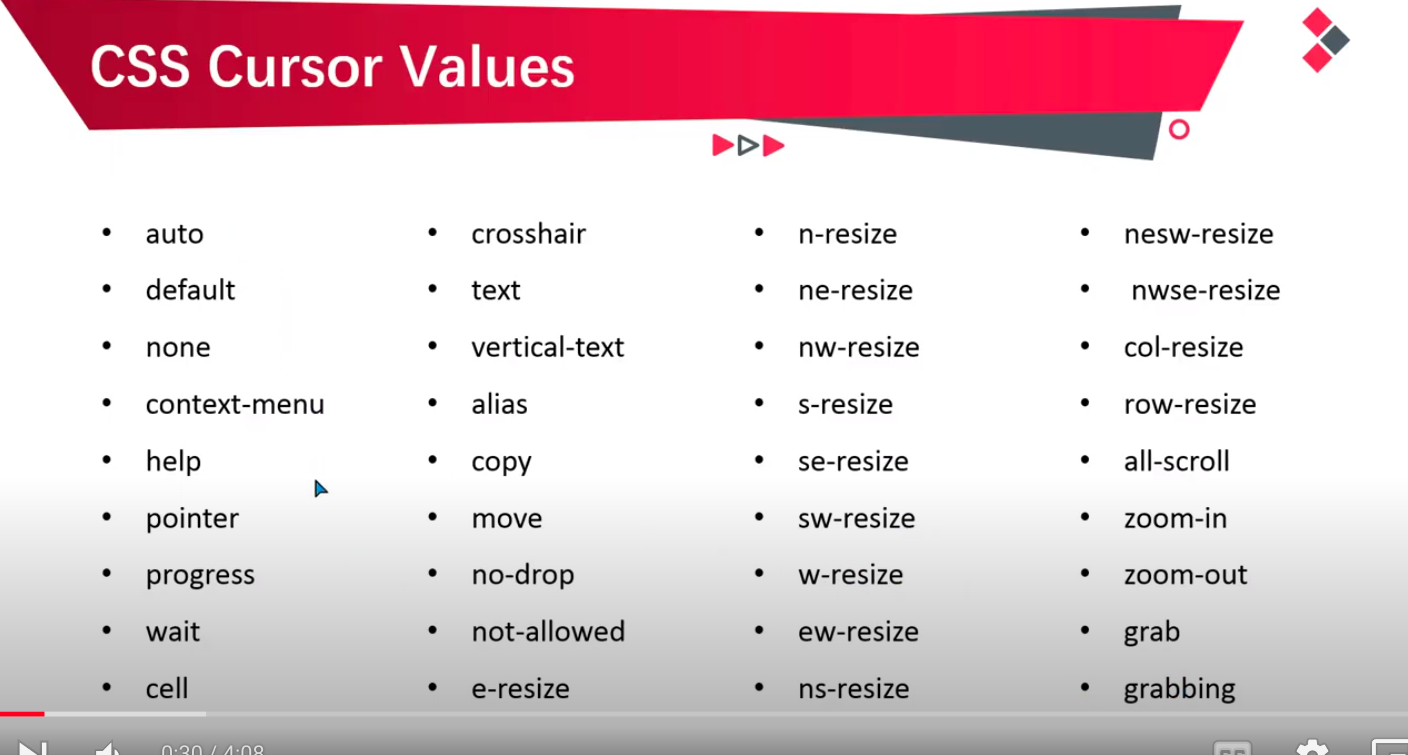 CSS Cursor Values
auto
default
none
context-menu
help
pointer
progress
wait
cell
crosshair
text
vertical-text
alias
copy
move
no-drop
not-allowed
e-resize
n-resize
ne-resize
nw-resize
s-resize
se-resize
sw-resize
w-resize
ew-resize
ns-resize
nesw-resize
nwse-resize
col-resize
row-resize
all-scroll
zoom-in
zoom-out
grab
grabbing
0:30 / 4:08